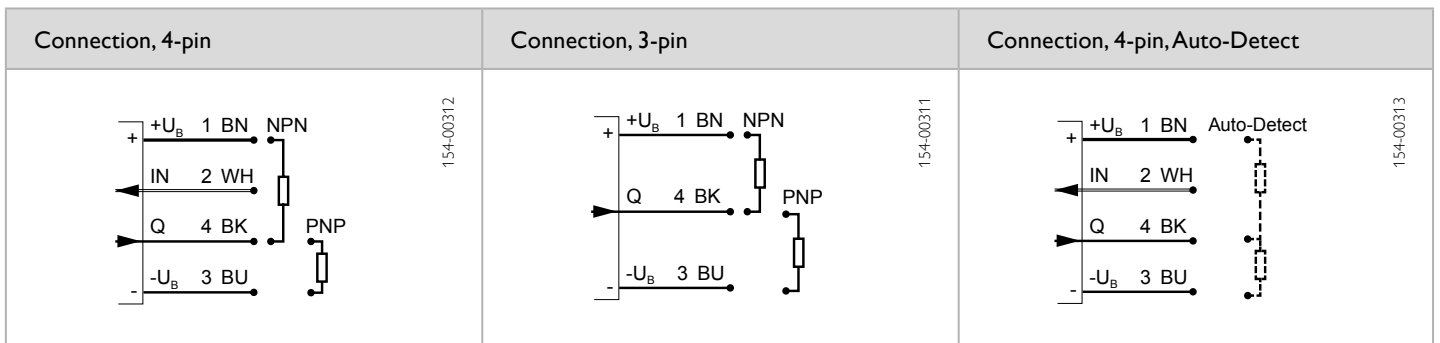 Connection, 4-pin
Connection, 3-pin
Connection, 4-pin, Auto-Detect
+ +U_B 1 BN NPN
IN 2 WH
Q 4 BK PNP
- -U_B 3 BU
154-00312
+ +U_B 1 BN NPN
Q 4 BK PNP
- -U_B 3 BU
154-00311
+ +U_B 1 BN Auto-Detect
IN 2 WH
Q 4 BK
- -U_B 3 BU
154-00313